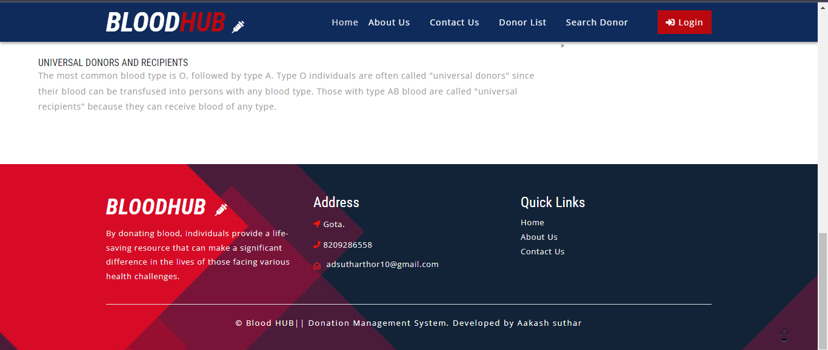 BLOODHUB
Home About Us Contact Us Donor List Search Donor Login
>
UNIVERSAL DONORS AND RECIPIENTS
The most common blood type is O, followed by type A. Type O individuals are often called "universal donors" since
their blood can be transfused into persons with any blood type. Those with type AB blood are called "universal
recipients" because they can receive blood of any type.
BLOODHUB
By donating blood, individuals provide a life-
saving resource that can make a significant
difference in the lives of those facing various
health challenges.
Address
Gota.
8209286558
adsutharthor10@gmail.com
Quick Links
Home
About Us
Contact Us
© Blood HUB|| Donation Management System. Developed by Aakash suthar